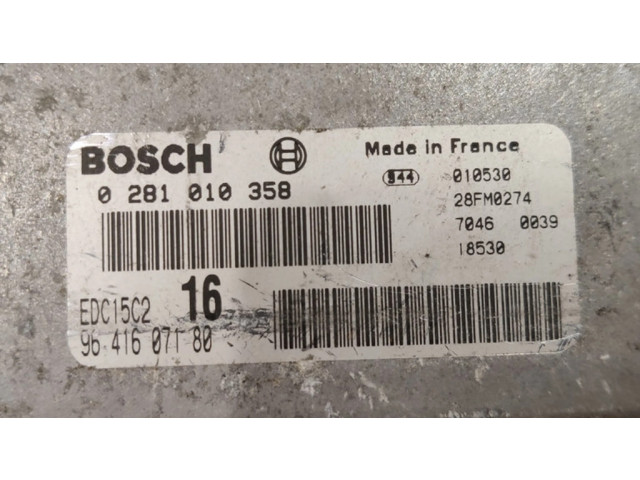 BOSCH
Made in France
0 281 010 358
844 010530
28FM0274
7046 0039
18530
EDC15C2 16
96 416 071 80